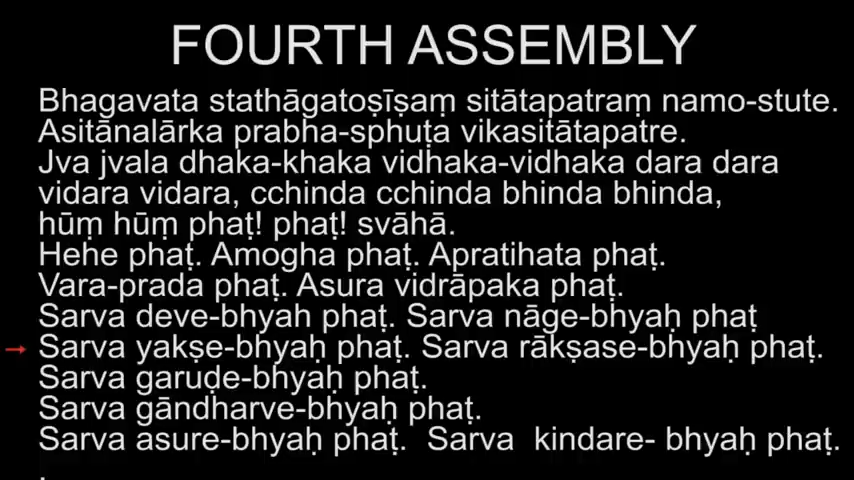 FOURTH ASSEMBLY
Bhagavata stathāgatoṣīṣaṃ sitātapatraṃ namo-stute.
Asitānalārka prabha-sphuṭa vikasitātapatre.
Jva jvala dhaka-khaka vidhaka-vidhaka dara dara
vidara vidara, cchinda cchinda bhinda bhinda,
hūṃ hūṃ phaṭ! phaṭ! svāhā.
Hehe phaṭ. Amogha phaṭ. Apratihata phaṭ.
Vara-prada phaṭ. Asura vidrāpaka phaṭ.
Sarva deve-bhyah phaṭ. Sarva nāge-bhyaḥ phaṭ
→ Sarva yakṣe-bhyaḥ phaṭ. Sarva rākṣase-bhyaḥ phaṭ.
Sarva garuḍe-bhyaḥ phaṭ.
Sarva gāndharve-bhyaḥ phaṭ.
Sarva asure-bhyaḥ phaṭ. Sarva kindare- bhyaḥ phaṭ.
.